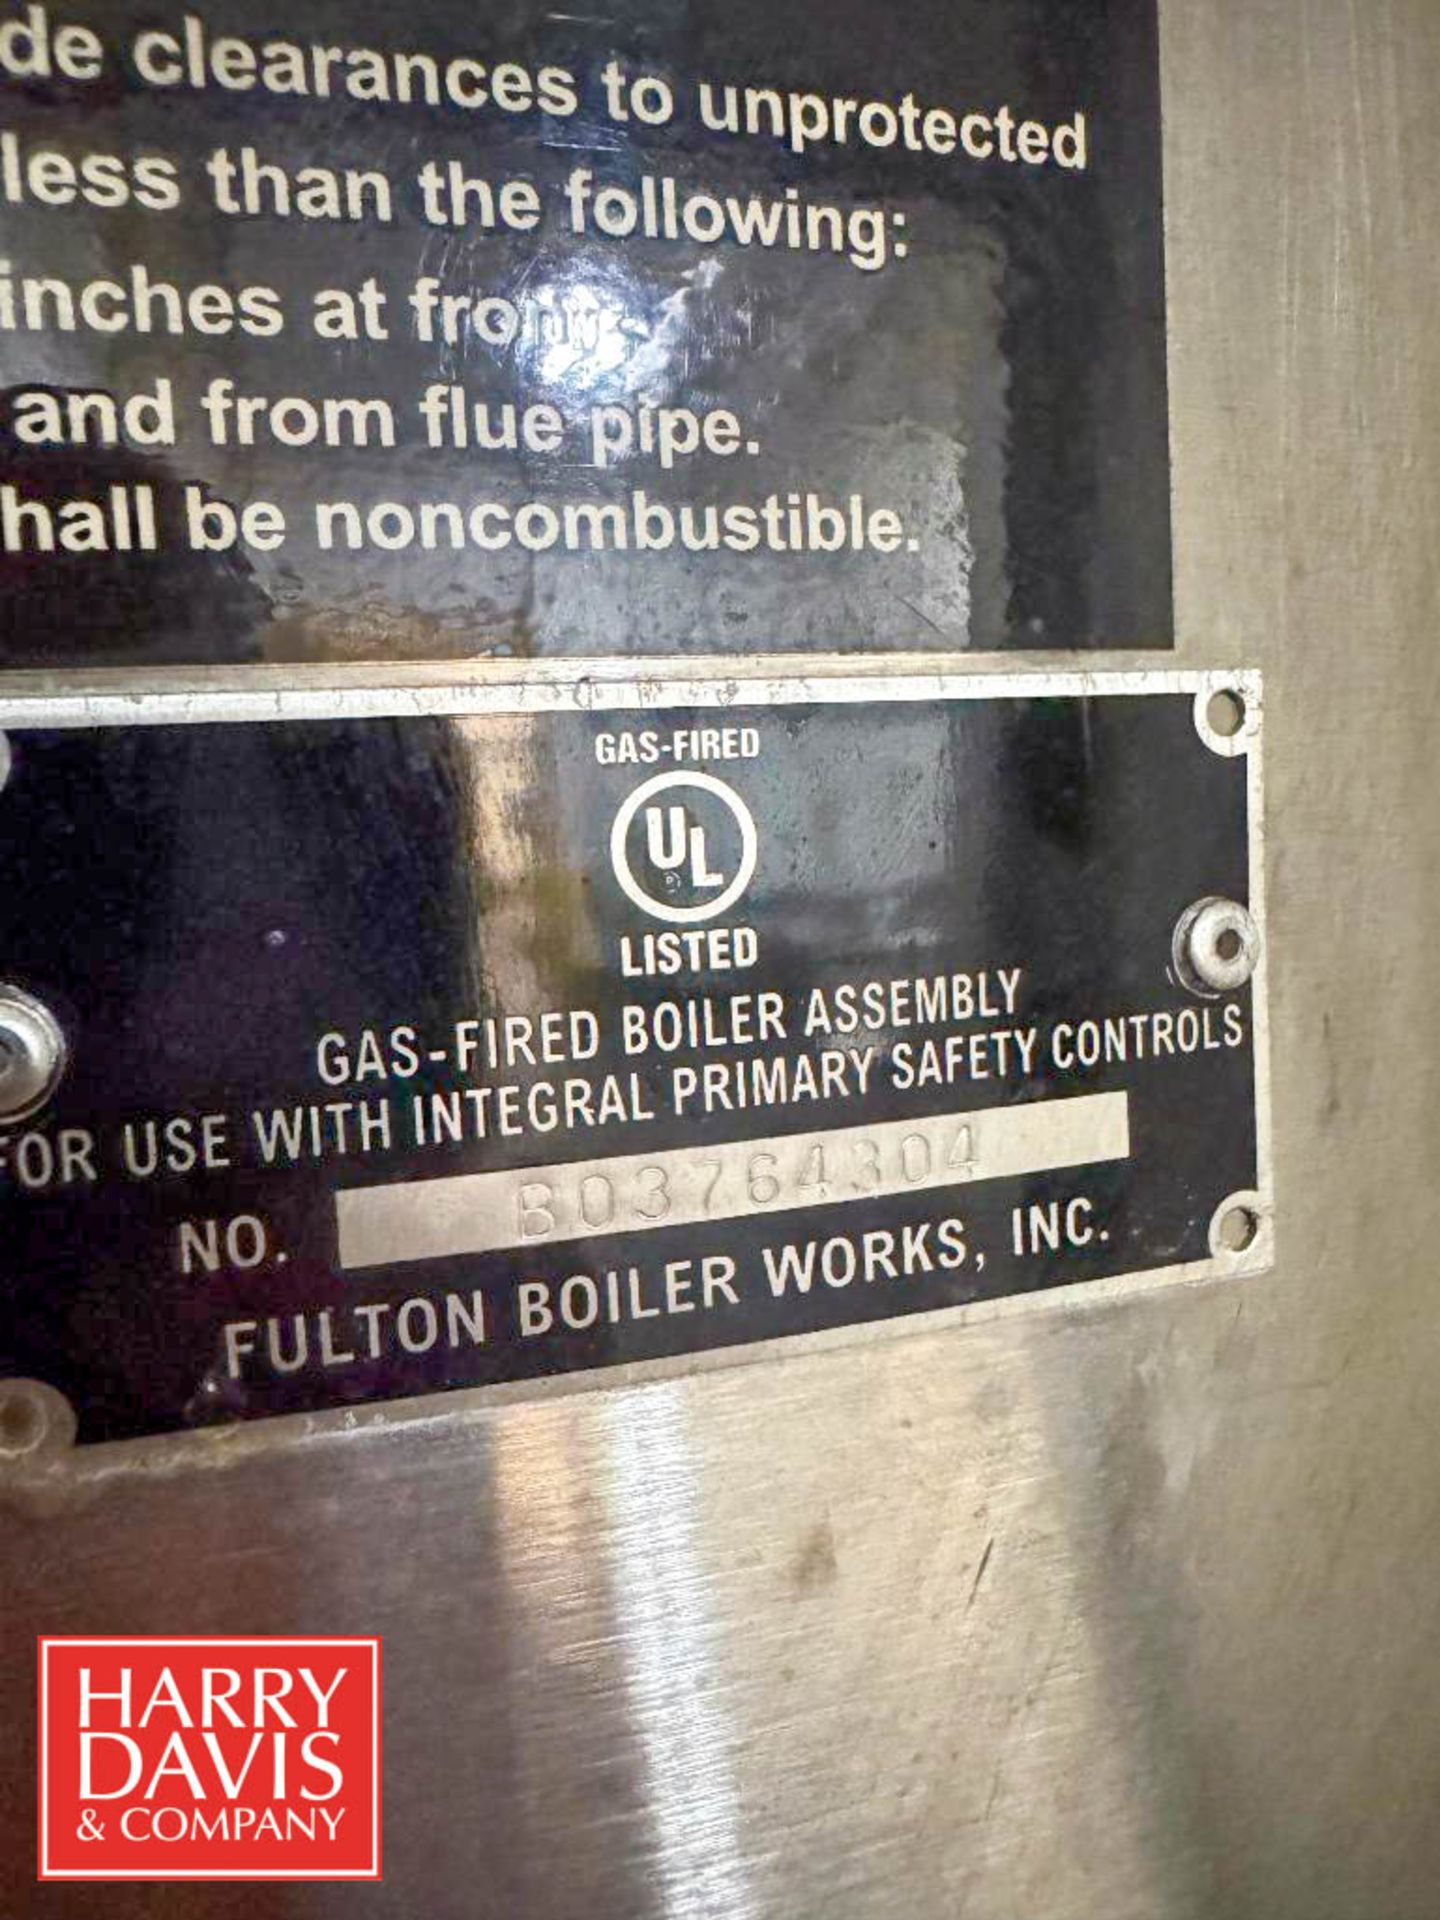 de clearances to unprotected
less than the following:
inches at front
and from flue pipe.
hall be noncombustible.
GAS-FIRED
UL
LISTED
GAS-FIRED BOILER ASSEMBLY
FOR USE WITH INTEGRAL PRIMARY SAFETY CONTROLS
NO. B03764304
FULTON BOILER WORKS, INC.
HARRY
DAVIS
& COMPANY